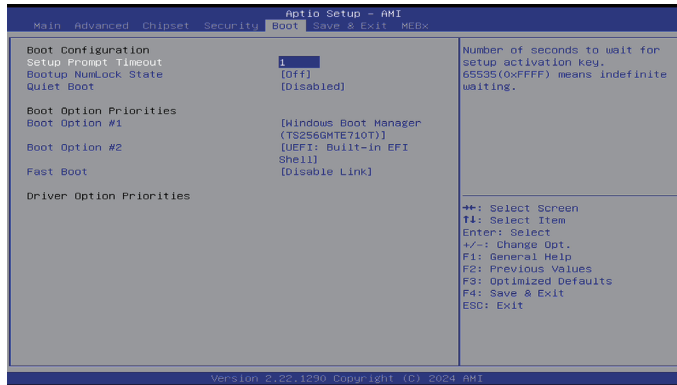 Aptio Setup - AMI
Main Advanced Chipset Security Boot Save & Exit MEBx
Boot Configuration
Setup Prompt Timeout 1
Bootup NumLock State [Off]
Quiet Boot [Disabled]
Boot Option Priorities
Boot Option #1 [Windows Boot Manager
(TS256GMTE710T)]
Boot Option #2 [UEFI: Built-in EFI
Shell]
Fast Boot [Disable Link]
Driver Option Priorities
Number of seconds to wait for
setup activation key.
65535(0xFFFF) means indefinite
waiting.
→←: Select Screen
↑↓: Select Item
Enter: Select
+/-: Change Opt.
F1: General Help
F2: Previous Values
F3: Optimized Defaults
F4: Save & Exit
ESC: Exit
Version 2.22.1290 Copyright (C) 2024 AMI